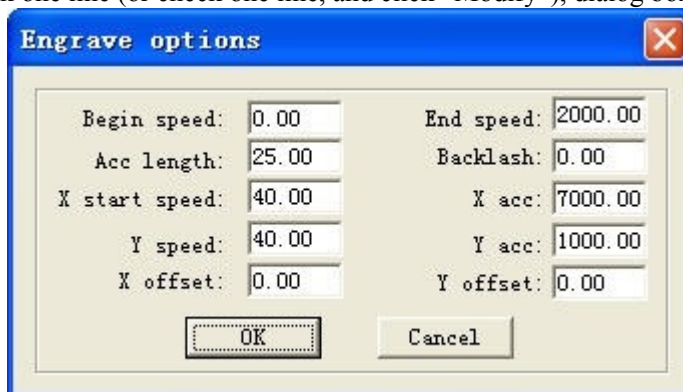 Engrave options
Begin speed: 0.00 End speed: 2000.00
Acc length: 25.00 Backlash: 0.00
X start speed: 40.00 X acc: 7000.00
Y speed: 40.00 Y acc: 1000.00
X offset: 0.00 Y offset: 0.00
OK Cancel